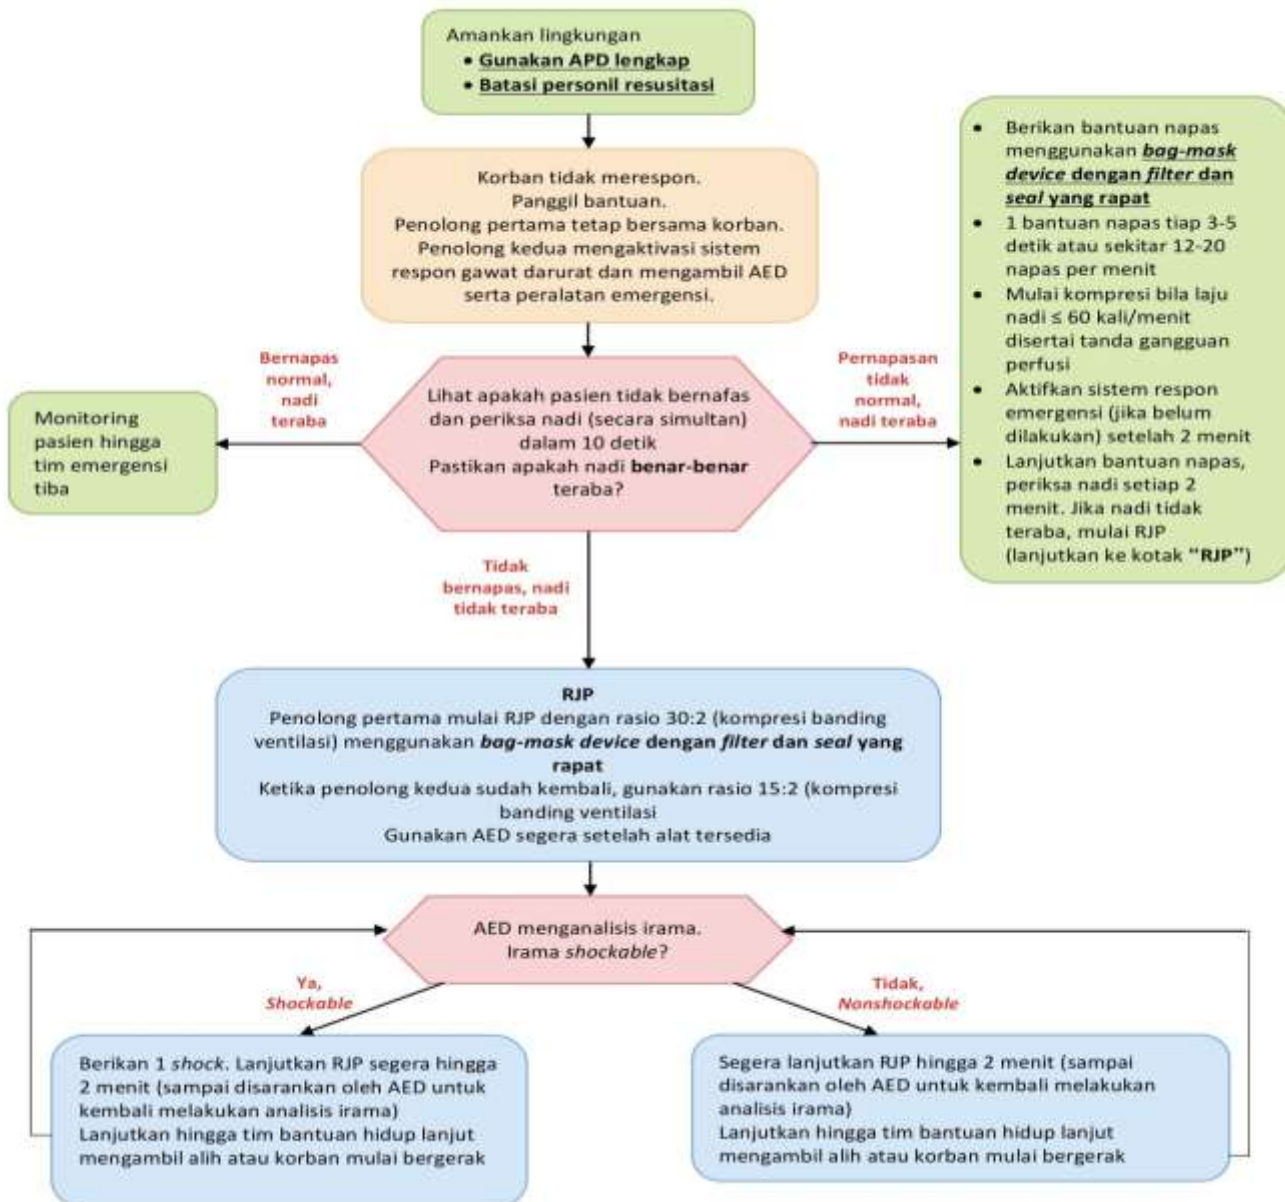 Amankan lingkungan
• Gunakan APD lengkap
• Batasi personil resusitasi
Korban tidak merespon.
Panggil bantuan.
Penolong pertama tetap bersama korban.
Penolong kedua mengaktivasi sistem
respon gawat darurat dan mengambil AED
serta peralatan emergensi.
Bernapas
normal,
nadi
teraba
Lihat apakah pasien tidak bernafas
dan periksa nadi (secara simultan)
dalam 10 detik
Pastikan apakah nadi benar-benar
teraba?
Pernapasan
tidak
normal,
nadi teraba
Monitoring
pasien hingga
tim emergensi
tiba
• Berikan bantuan napas
menggunakan bag-mask
device dengan filter dan
seal yang rapat
• 1 bantuan napas tiap 3-5
detik atau sekitar 12-20
napas per menit
• Mulai kompresi bila laju
nadi ≤ 60 kali/menit
disertai tanda gangguan
perfusi
• Aktifkan sistem respon
emergensi (jika belum
dilakukan) setelah 2 menit
• Lanjutkan bantuan napas,
periksa nadi setiap 2
menit. Jika nadi tidak
teraba, mulai RJP
(lanjutkan ke kotak “RJP”)
Tidak
bernapas, nadi
tidak teraba
RJP
Penolong pertama mulai RJP dengan rasio 30:2 (kompresi banding
ventilasi) menggunakan bag-mask device dengan filter dan seal yang
rapat
Ketika penolong kedua sudah kembali, gunakan rasio 15:2 (kompresi
banding ventilasi
Gunakan AED segera setelah alat tersedia
AED menganalisis irama.
Irama shockable?
Ya,
Shockable
Tidak,
Nonshockable
Berikan 1 shock. Lanjutkan RJP segera hingga
2 menit (sampai disarankan oleh AED untuk
kembali melakukan analisis irama)
Lanjutkan hingga tim bantuan hidup lanjut
mengambil alih atau korban mulai bergerak
Segera lanjutkan RJP hingga 2 menit (sampai
disarankan oleh AED untuk kembali melakukan
analisis irama)
Lanjutkan hingga tim bantuan hidup lanjut
mengambil alih atau korban mulai bergerak